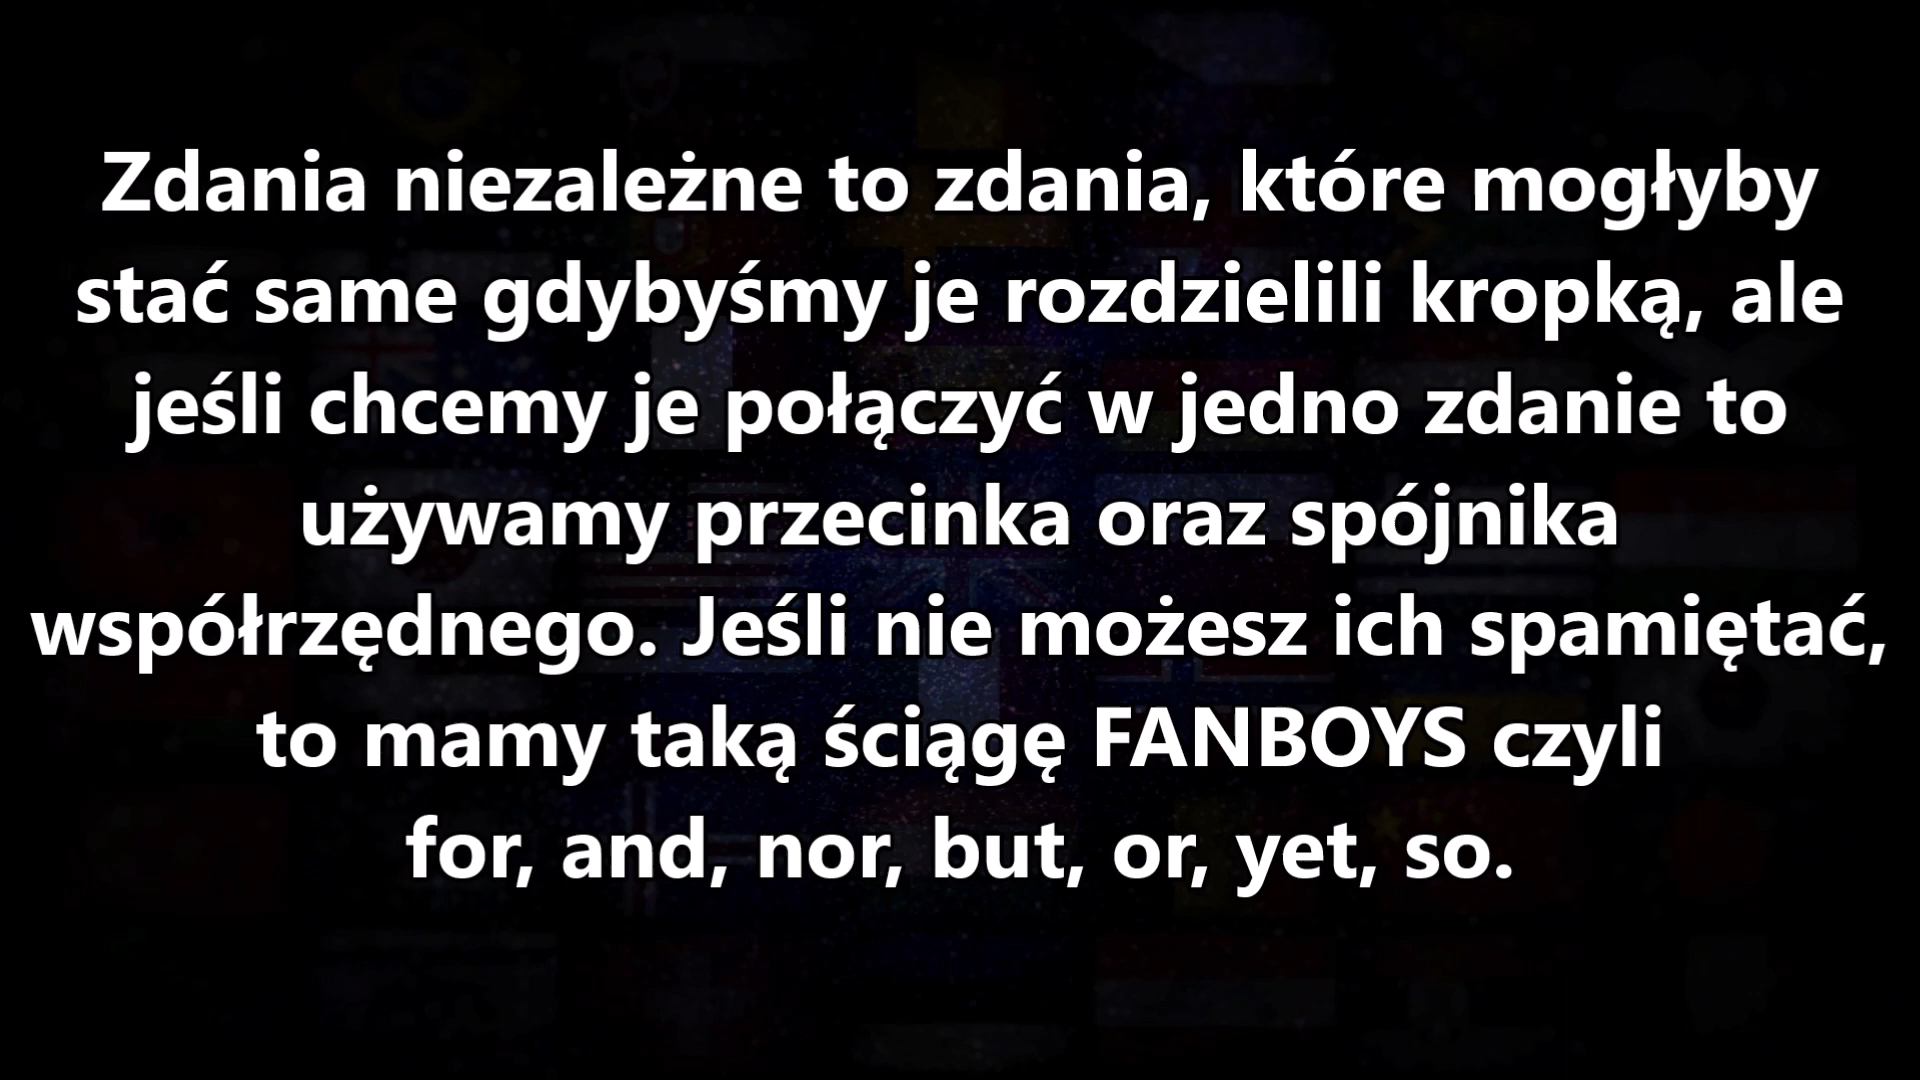 Zdania niezależne to zdania, które mogłyby
stać same gdybyśmy je rozdzielili kropką, ale
jeśli chcemy je połączyć w jedno zdanie to
używamy przecinka oraz spójnika
współrzędnego. Jeśli nie możesz ich spamiętać,
to mamy taką ściągę FANBOYS czyli
for, and, nor, but, or, yet, so.